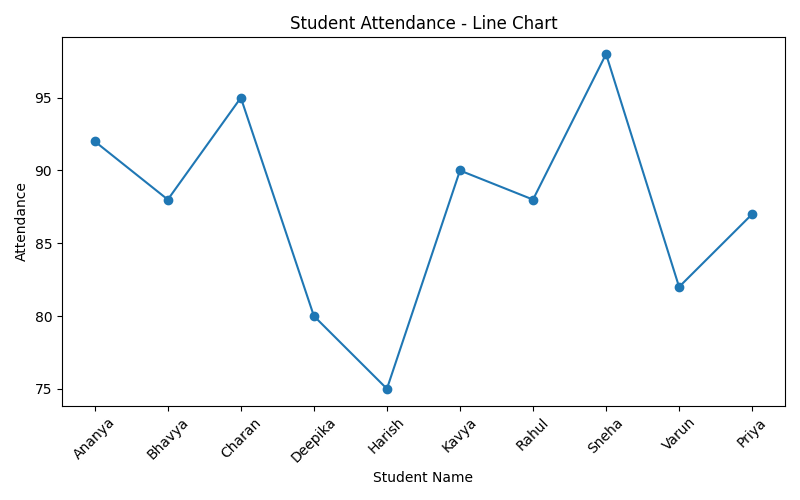 Student Attendance - Line Chart
Attendance
95
90
85
80
75
Ananya
Bhavya
Charan
Deepika
Harish
Kavya
Rahul
Sneha
Varun
Priya
Student Name